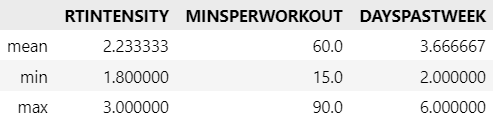 RTINTENSITY MINSPERWORKOUT DAYSPASTWEEK
mean 2.233333 60.0 3.666667
min 1.800000 15.0 2.000000
max 3.000000 90.0 6.000000